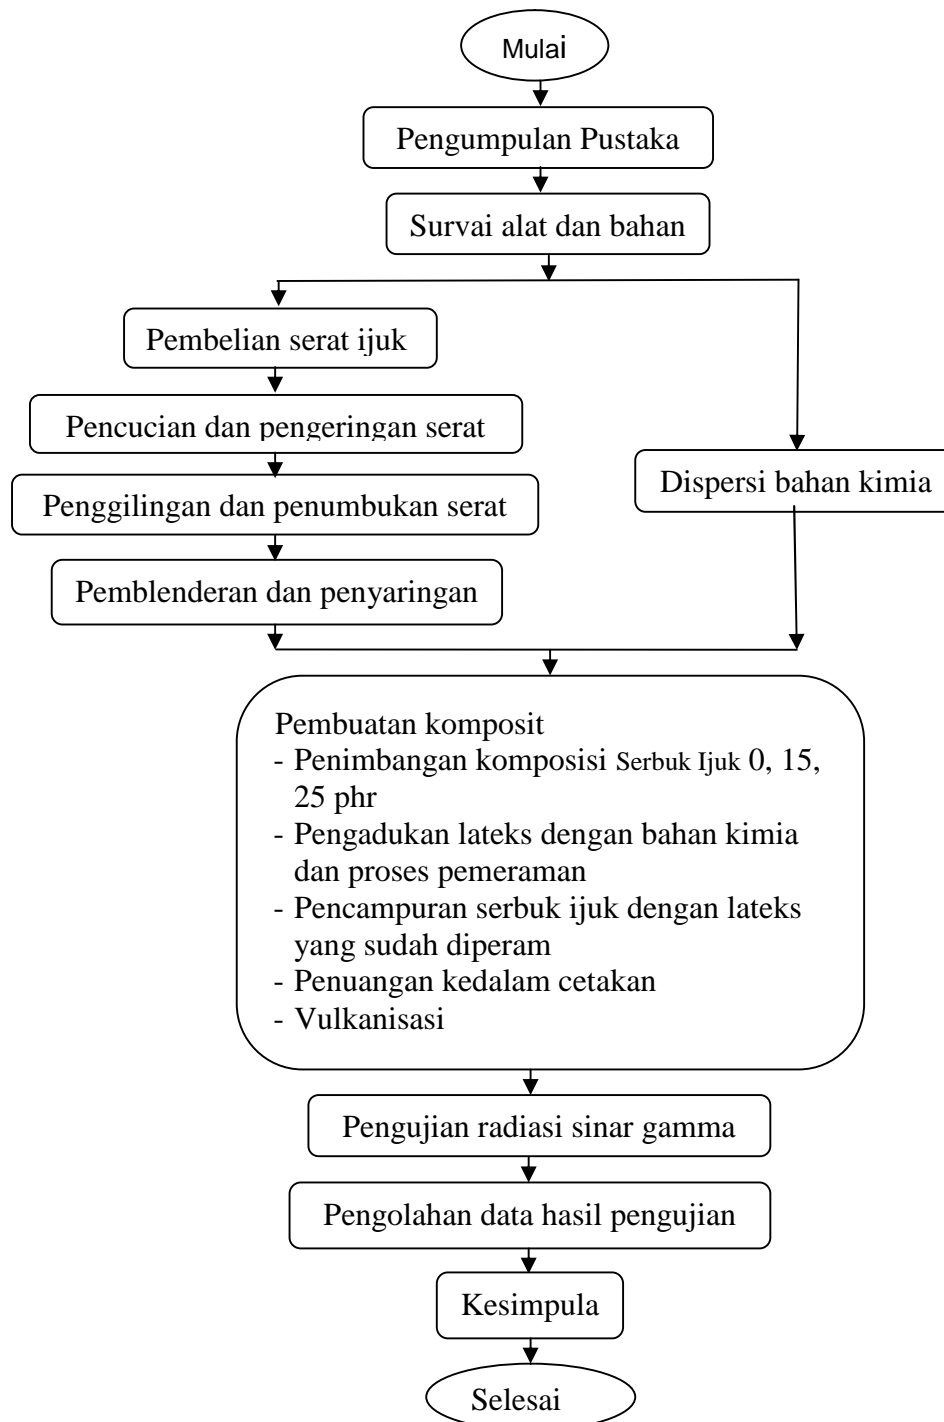 Mulai
Pengumpulan Pustaka
Survai alat dan bahan
Pembelian serat ijuk
Pencucian dan pengeringan serat
Penggilingan dan penumbukan serat
Pemblenderan dan penyaringan
Dispersi bahan kimia
Pembuatan komposit
- Penimbangan komposisi Serbuk Ijuk 0, 15,
25 phr
- Pengadukan lateks dengan bahan kimia
dan proses pemeraman
- Pencampuran serbuk ijuk dengan lateks
yang sudah diperam
- Penuangan kedalam cetakan
- Vulkanisasi
Pengujian radiasi sinar gamma
Pengolahan data hasil pengujian
Kesimpula
Selesai